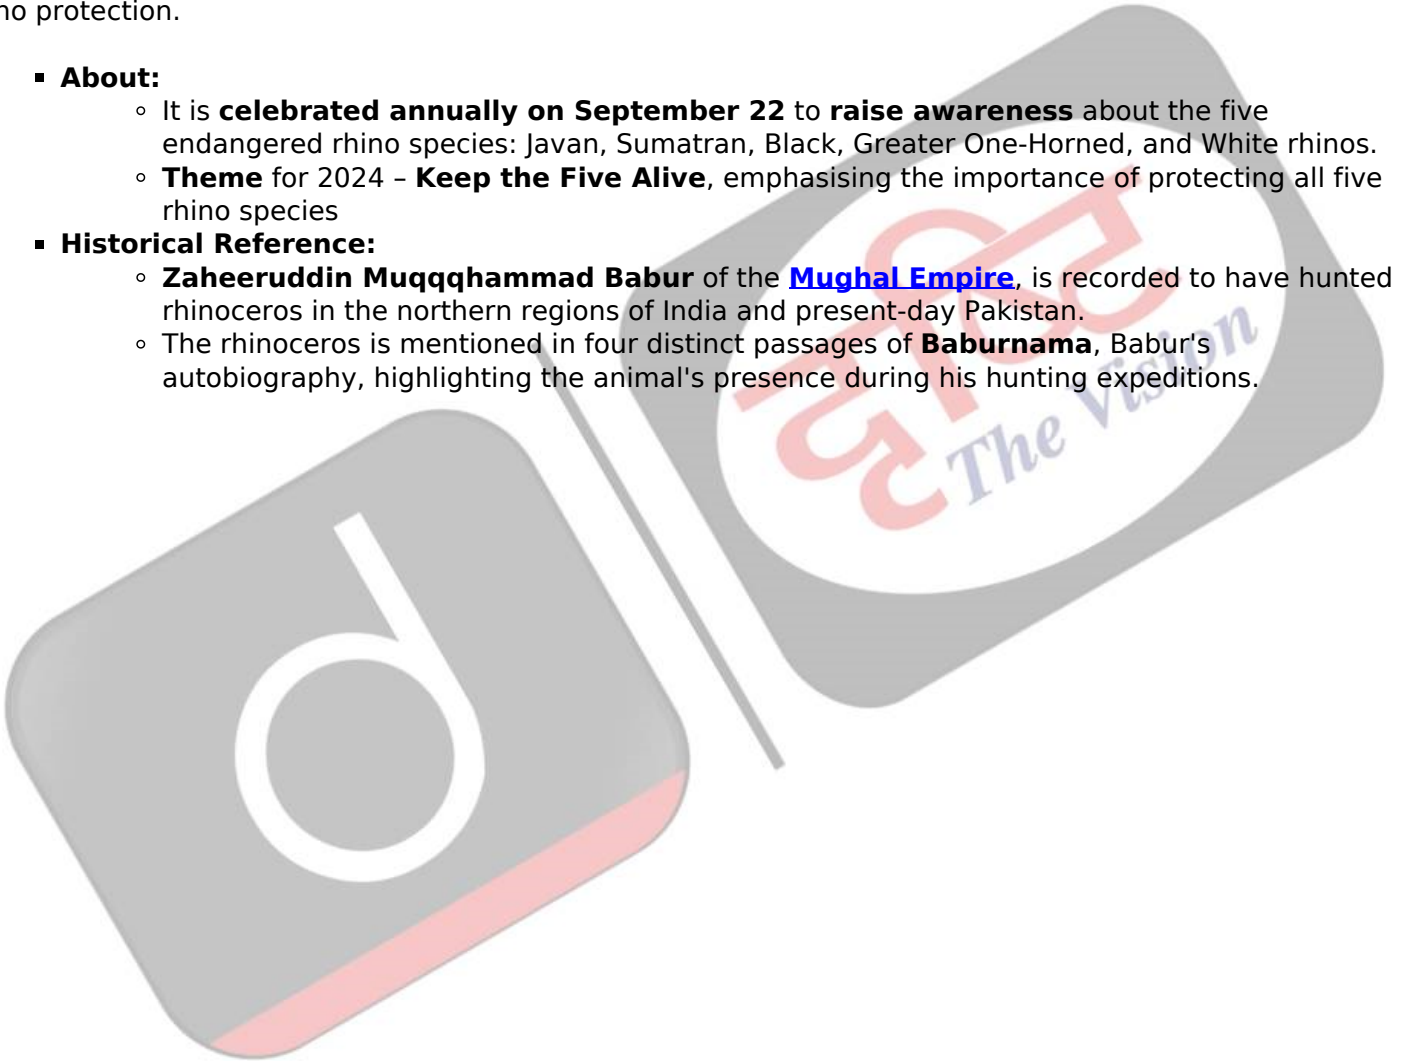 no protection.
▪ About:
◦ It is celebrated annually on September 22 to raise awareness about the five
endangered rhino species: Javan, Sumatran, Black, Greater One-Horned, and White rhinos.
◦ Theme for 2024 – Keep the Five Alive, emphasising the importance of protecting all five
rhino species
▪ Historical Reference:
◦ Zaheeruddin Muqqqhammad Babur of the Mughal Empire, is recorded to have hunted
rhinoceros in the northern regions of India and present-day Pakistan.
◦ The rhinoceros is mentioned in four distinct passages of Baburnama, Babur's
autobiography, highlighting the animal's presence during his hunting expeditions.
दृष्टि
The Vision
d